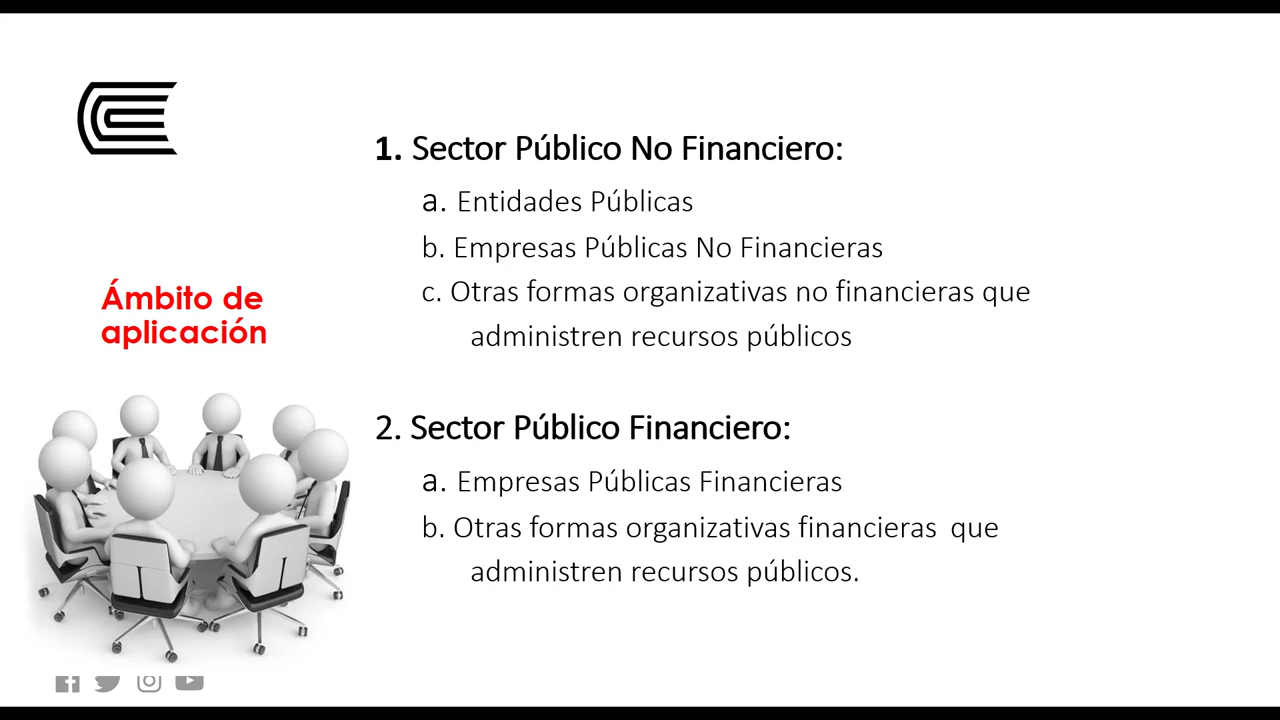 1. Sector Público No Financiero:
a. Entidades Públicas
b. Empresas Públicas No Financieras
c. Otras formas organizativas no financieras que
administren recursos públicos
Ámbito de
aplicación
2. Sector Público Financiero:
a. Empresas Públicas Financieras
b. Otras formas organizativas financieras que
administren recursos públicos.